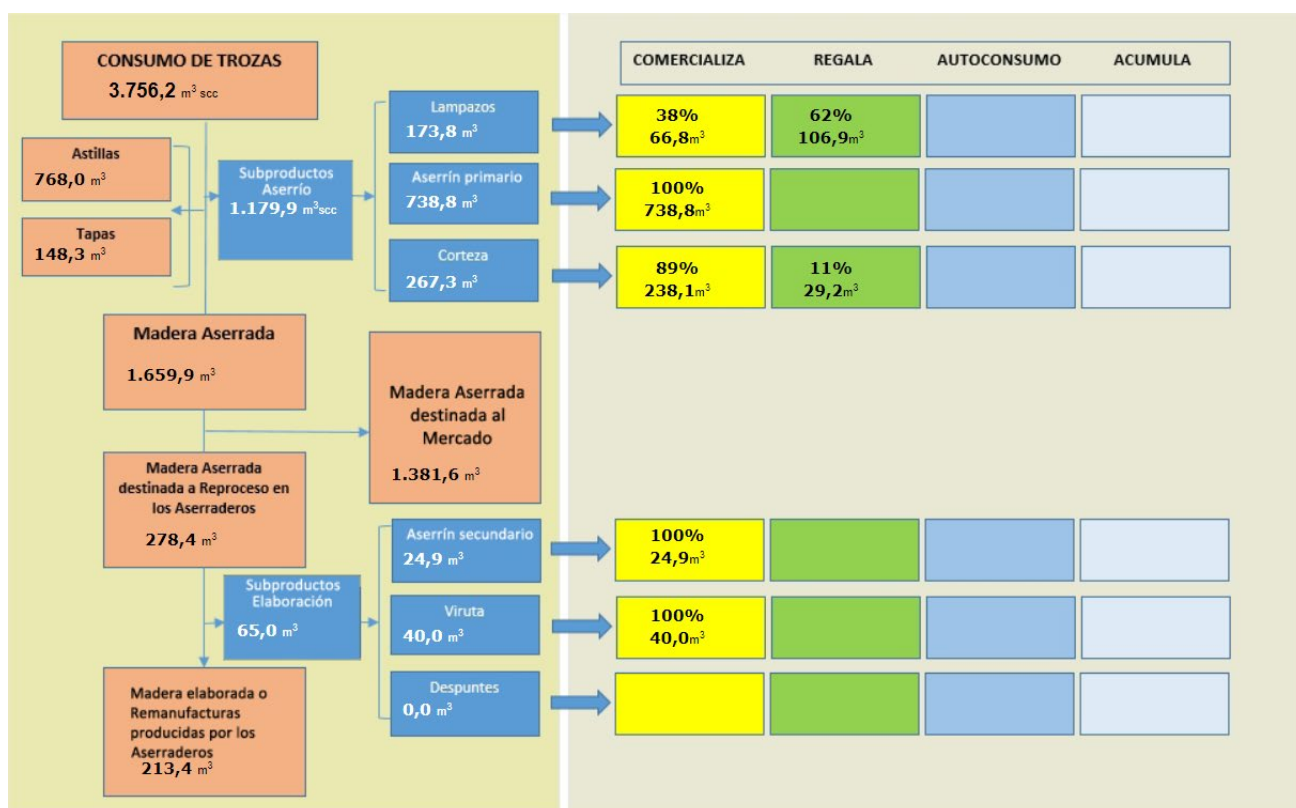 CONSUMO DE TROZAS
3.756,2 m³ scc
Astillas
768,0 m³
Tapas
148,3 m³
Subproductos
Aserrío
1.179,9 m³scc
Lampazos
173,8 m³
Aserrín primario
738,8 m³
Corteza
267,3 m³
Madera Aserrada
1.659,9 m³
Madera Aserrada
destinada al
Mercado
1.381,6 m³
Madera Aserrada
destinada a Reproceso en
los Aserraderos
278,4 m³
Subproductos
Elaboración
65,0 m³
Aserrín secundario
24,9 m³
Viruta
40,0 m³
Despuntes
0,0 m³
Madera elaborada o
Remanufacturas
producidas por los
Aserraderos
213,4 m³
COMERCIALIZA REGALA AUTOCONSUMO ACUMULA
38%
66,8m³
62%
106,9m³
100%
738,8m³
89%
238,1m³
11%
29,2m³
100%
24,9m³
100%
40,0m³